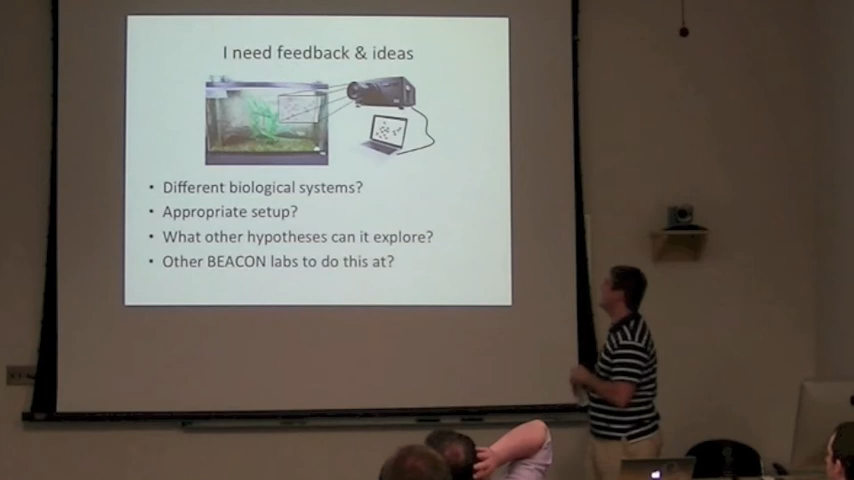 I need feedback & ideas
• Different biological systems?
• Appropriate setup?
• What other hypotheses can it explore?
• Other BEACON labs to do this at?